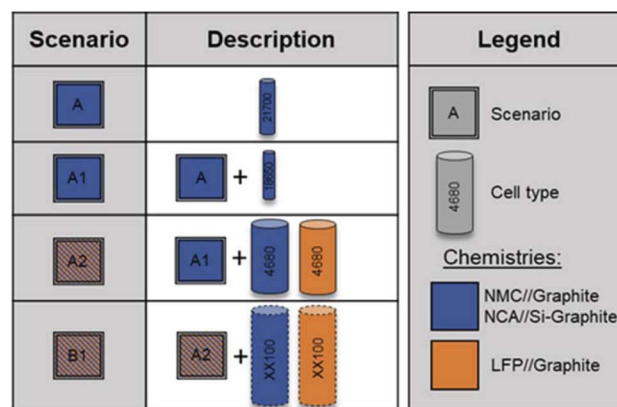 Scenario Description
A 21700
A1 A + 18650
A2 A1 + 4680 4680
B1 A2 + XX100 XX100
Legend
A Scenario
4680 Cell type
Chemistries:
NMC//Graphite
NCA//Si-Graphite
LFP//Graphite